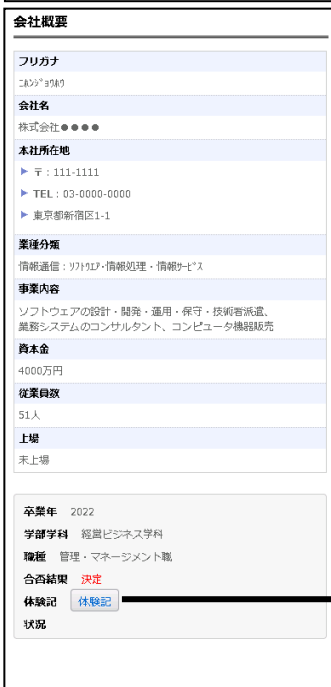 会社概要
フリガナ
ﾆﾎﾝｼﾞｮｳﾎｳ
会社名
株式会社●●●●
本社所在地
〒：111-1111
TEL：03-0000-0000
東京都新宿区1-1
業種分類
情報通信：ｿﾌﾄｳｴｱ･情報処理・情報ｻｰﾋﾞｽ
事業内容
ソフトウェアの設計・開発・運用・保守・技術者派遣、
業務システムのコンサルタント、コンピュータ機器販売
資本金
4000万円
従業員数
51人
上場
未上場
卒業年 2022
学部学科 経営ビジネス学科
職種 管理・マネージメント職
合否結果 決定
体験記 体験記
状況